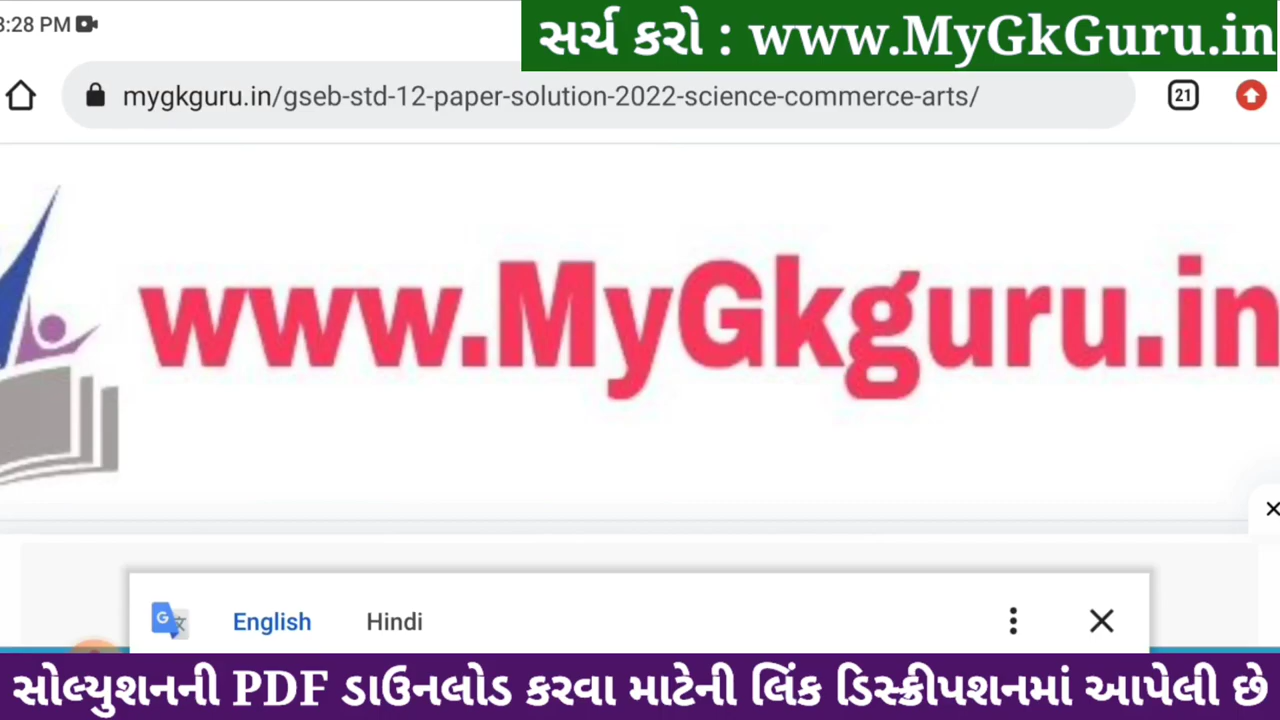 3:28 PM
સર્ચ કરો : www.MyGkGuru.in
mygkguru.in/gseb-std-12-paper-solution-2022-science-commerce-arts/
21
www.MyGkguru.in
G
English Hindi
સોલ્યુશનની PDF ડાઉનલોડ કરવા માટેની લિંક ડિસ્ક્રીપશનમાં આપેલી છે